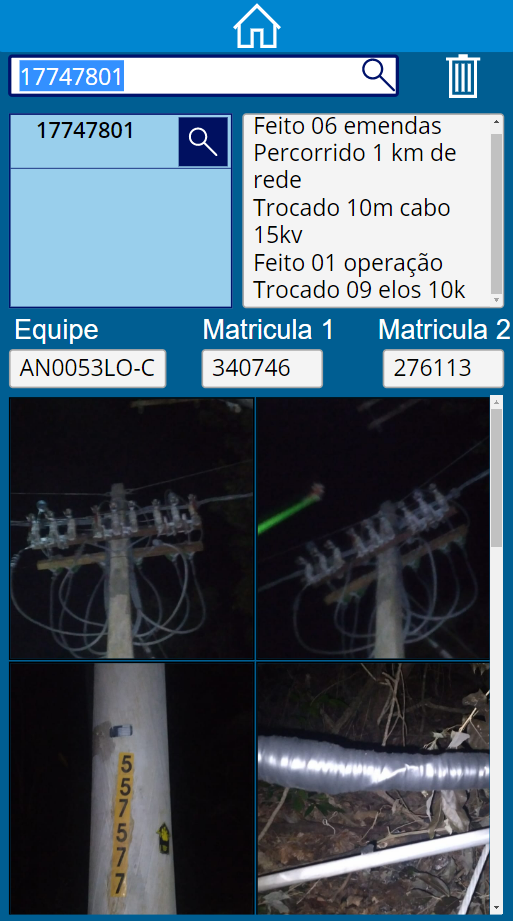 17747801
17747801
Feito 06 emendas
Percorrido 1 km de
rede
Trocado 10m cabo
15kv
Feito 01 operação
Trocado 09 elos 10k
Equipe
Matricula 1
Matricula 2
AN0053LO-C
340746
276113
557577